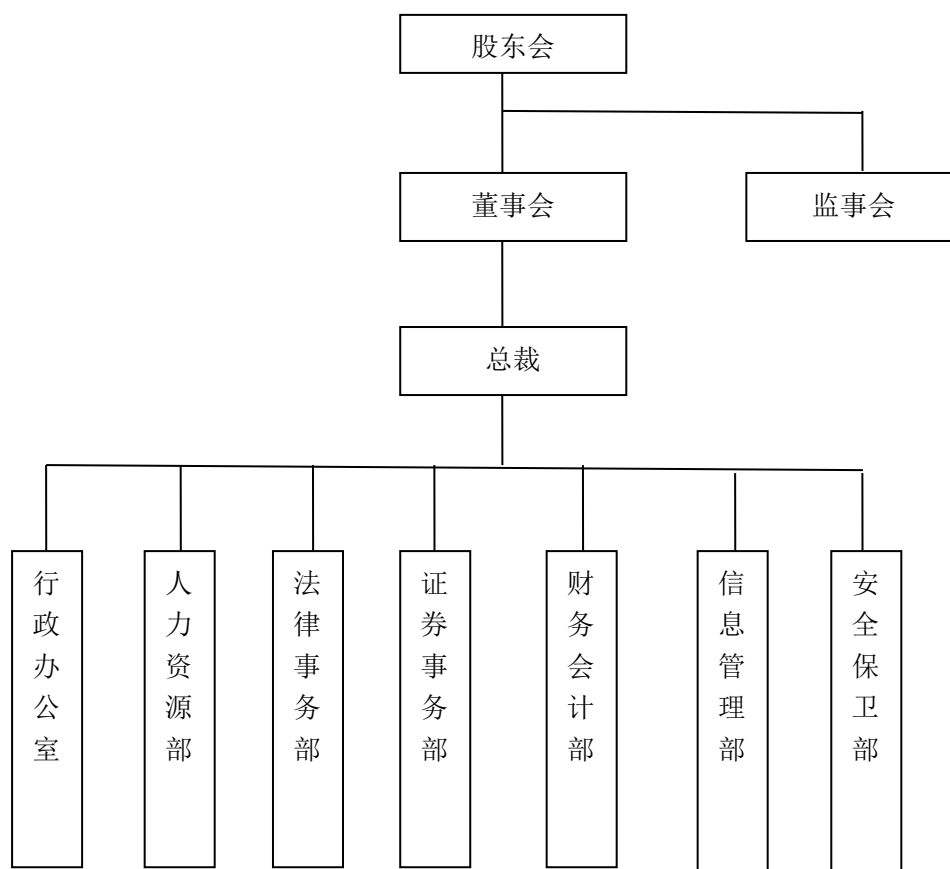 股东会
董事会
监事会
总裁
行政办公室
人力资源部
法律事务部
证券事务部
财务会计部
信息管理部
安全保卫部